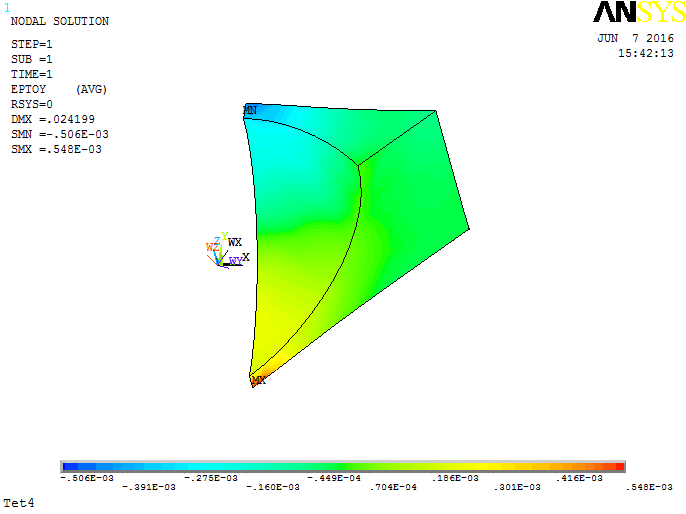 1
NODAL SOLUTION
STEP=1
SUB =1
TIME=1
EPTOY (AVG)
RSYS=0
DMX =.024199
SMN =-.506E-03
SMX =.548E-03
ANSYS
JUN 7 2016
15:42:13
MN
Y
Z
WX
WZ
WY
X
MX
-.506E-03
-.391E-03
-.275E-03
-.160E-03
-.449E-04
.704E-04
.186E-03
.301E-03
.416E-03
.548E-03
Tet4